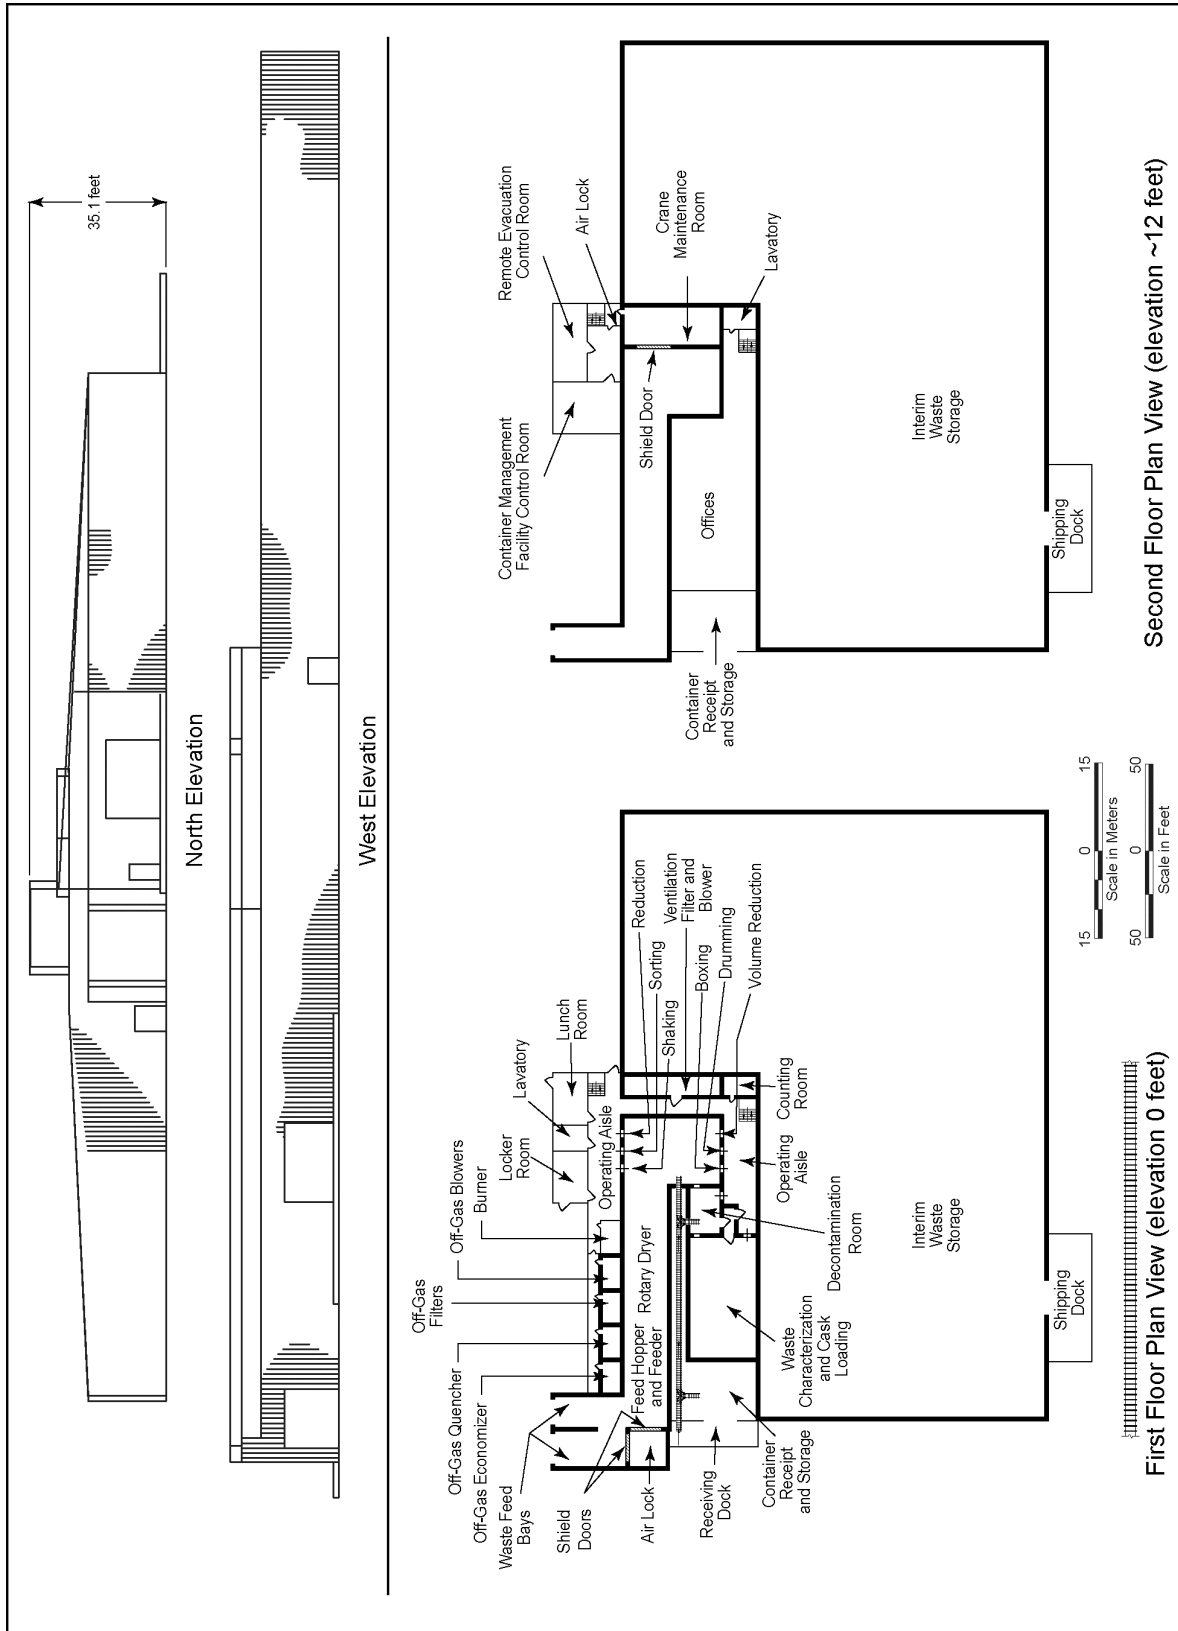 35.1 feet
North Elevation
West Elevation
Waste Feed
Bays
Off-Gas Economizer
Off-Gas Quencher
Off-Gas
Filters
Off-Gas Blowers
Burner
Locker
Room
Lavatory
Lunch
Room
Shield
Doors
Air Lock
Feed Hopper
and Feeder
Rotary Dryer
Operating Aisle
Reduction
Sorting
Shaking
Ventilation
Filter and
Blower
Boxing
Drumming
Volume Reduction
Receiving
Dock
Container
Receipt
and Storage
Waste
Characterization
and Cask
Loading
Decontamination
Room
Operating
Aisle
Counting
Room
Interim
Waste
Storage
Shipping
Dock
First Floor Plan View (elevation 0 feet)
15 0 15
Scale in Meters
50 0 50
Scale in Feet
Container Management
Facility Control Room
Remote Evacuation
Control Room
Air Lock
Shield Door
Crane
Maintenance
Room
Lavatory
Offices
Container
Receipt
and Storage
Interim
Waste
Storage
Shipping
Dock
Second Floor Plan View (elevation ~12 feet)